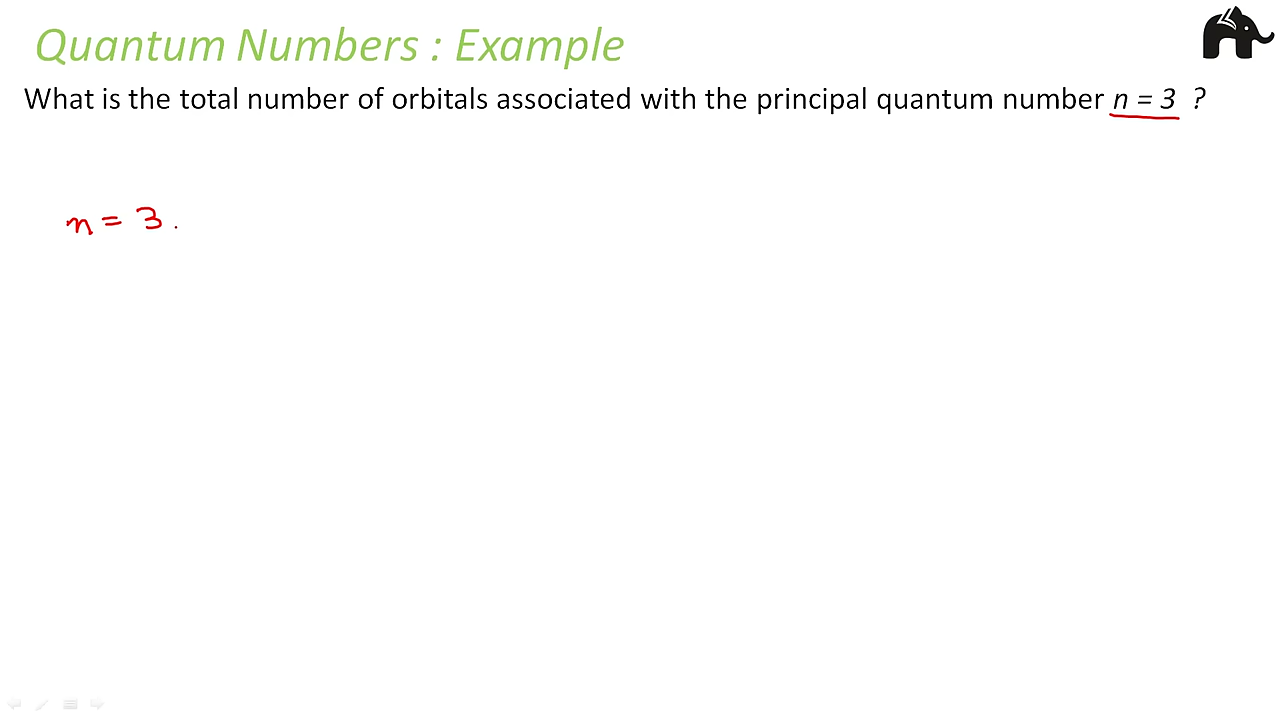 Quantum Numbers : Example
What is the total number of orbitals associated with the principal quantum number n = 3 ?
n = 3 .